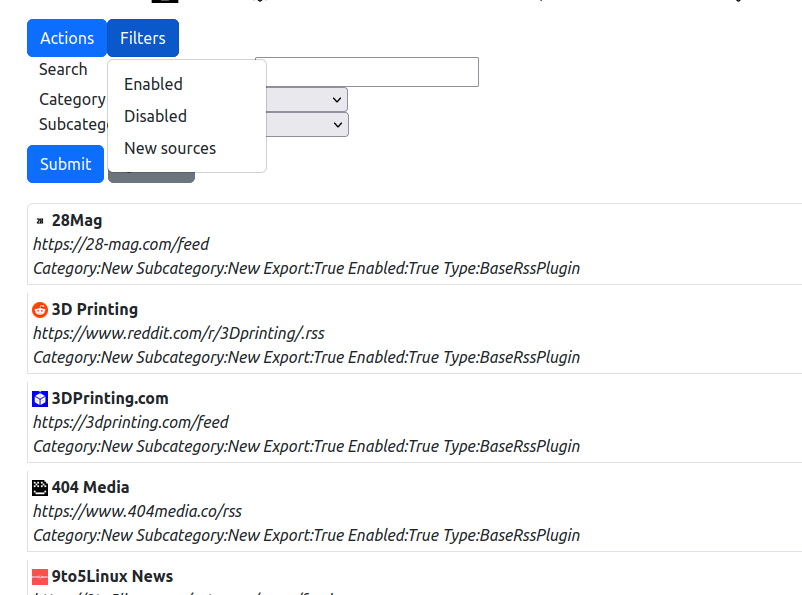 Actions Filters
Search
Enabled
Category
Disabled
New sources
Submit
28Mag
https://28-mag.com/feed
Category:New Subcategory:New Export:True Enabled:True Type:BaseRssPlugin
3D Printing
https://www.reddit.com/r/3Dprinting/.rss
Category:New Subcategory:New Export:True Enabled:True Type:BaseRssPlugin
3DPrinting.com
https://3dprinting.com/feed
Category:New Subcategory:New Export:True Enabled:True Type:BaseRssPlugin
404 Media
https://www.404media.co/rss
Category:New Subcategory:New Export:True Enabled:True Type:BaseRssPlugin
9to5Linux News